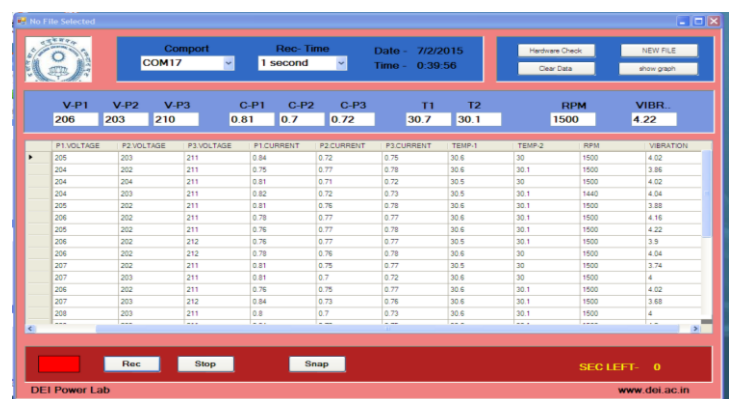 No File Selected
Comport Rec- Time Date - 7/2/2015
COM17 1 second Time - 0:39:56
Hardware Check NEW FILE
Clear Data show graph
V-P1 V-P2 V-P3 C-P1 C-P2 C-P3 T1 T2 RPM VIBR..
206 203 210 0.81 0.7 0.72 30.7 30.1 1500 4.22
P1.VOLTAGE P2.VOLTAGE P3.VOLTAGE P1.CURRENT P2.CURRENT P3.CURRENT TEMP-1 TEMP-2 RPM VIBRATION
205 203 211 0.84 0.72 0.75 30.6 30 1500 4.02
204 202 211 0.75 0.77 0.78 30.6 30.1 1500 3.86
204 204 211 0.81 0.71 0.72 30.5 30 1500 4.02
204 203 211 0.82 0.72 0.73 30.5 30.1 1440 4.04
205 202 211 0.81 0.76 0.78 30.6 30.1 1500 3.88
206 202 211 0.78 0.77 0.77 30.6 30.1 1500 4.16
205 202 211 0.76 0.77 0.78 30.6 30.1 1500 4.22
206 202 212 0.76 0.77 0.77 30.5 30.1 1500 3.9
206 202 212 0.78 0.76 0.78 30.6 30 1500 4.04
207 202 211 0.81 0.75 0.77 30.5 30 1500 3.74
207 203 211 0.81 0.7 0.72 30.6 30 1500 4
206 202 211 0.76 0.75 0.77 30.6 30.1 1500 4.02
207 203 212 0.84 0.73 0.76 30.6 30.1 1500 3.68
208 203 211 0.8 0.7 0.73 30.6 30.1 1500 4
Rec Stop Snap SEC LEFT- 0
DEI Power Lab www.dei.ac.in